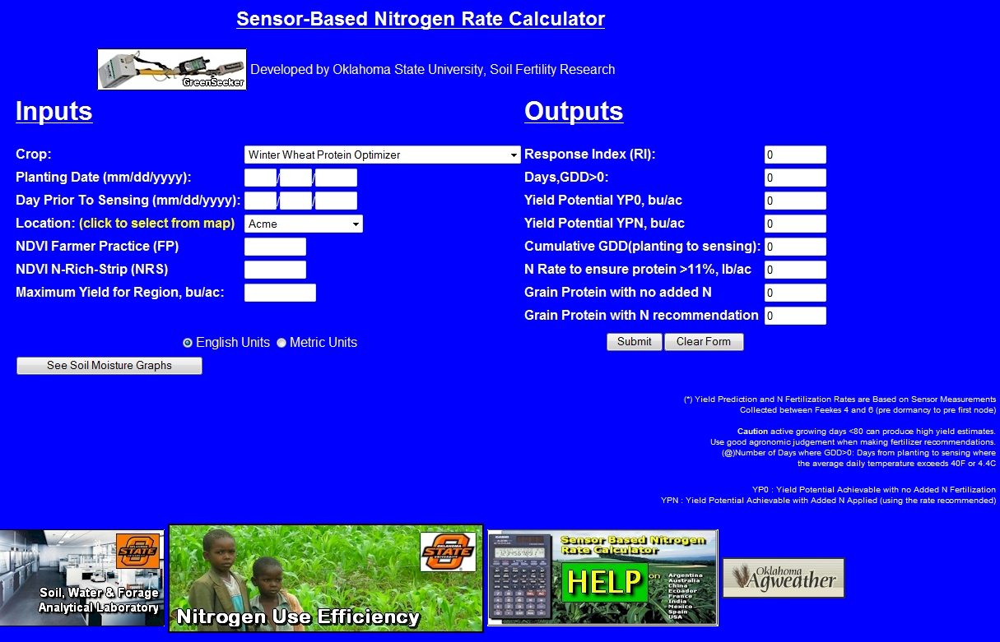 Sensor-Based Nitrogen Rate Calculator
GreenSeeker
Developed by Oklahoma State University, Soil Fertility Research
Inputs
Crop: Winter Wheat Protein Optimizer
Planting Date (mm/dd/yyyy): / /
Day Prior To Sensing (mm/dd/yyyy): / /
Location: (click to select from map) Acme
NDVI Farmer Practice (FP)
NDVI N-Rich-Strip (NRS)
Maximum Yield for Region, bu/ac:
English Units Metric Units
See Soil Moisture Graphs
Outputs
Response Index (RI): 0
Days,GDD>0: 0
Yield Potential YP0, bu/ac 0
Yield Potential YPN, bu/ac 0
Cumulative GDD(planting to sensing): 0
N Rate to ensure protein >11%, lb/ac 0
Grain Protein with no added N 0
Grain Protein with N recommendation 0
Submit Clear Form
(*) Yield Prediction and N Fertilization Rates are Based on Sensor Measurements
Collected between Feekes 4 and 6 (pre dormancy to pre first node)
Caution active growing days <80 can produce high yield estimates.
Use good agronomic judgement when making fertilizer recommendations.
(@)Number of Days where GDD>0: Days from planting to sensing where
the average daily temperature exceeds 40F or 4.4C
YP0 : Yield Potential Achievable with no Added N Fertilization
YPN : Yield Potential Achievable with Added N Applied (using the rate recommended)
STATE
Soil, Water & Forage
Analytical Laboratory
OKLAHOMA
STATE
UNIVERSITY
Nitrogen Use Efficiency
CASIO
Sensor Based Nitrogen
Rate Calculator
HELP on
Argentina
Australia
China
Ecuador
France
India
Mexico
Spain
USA
Oklahoma
Agweather